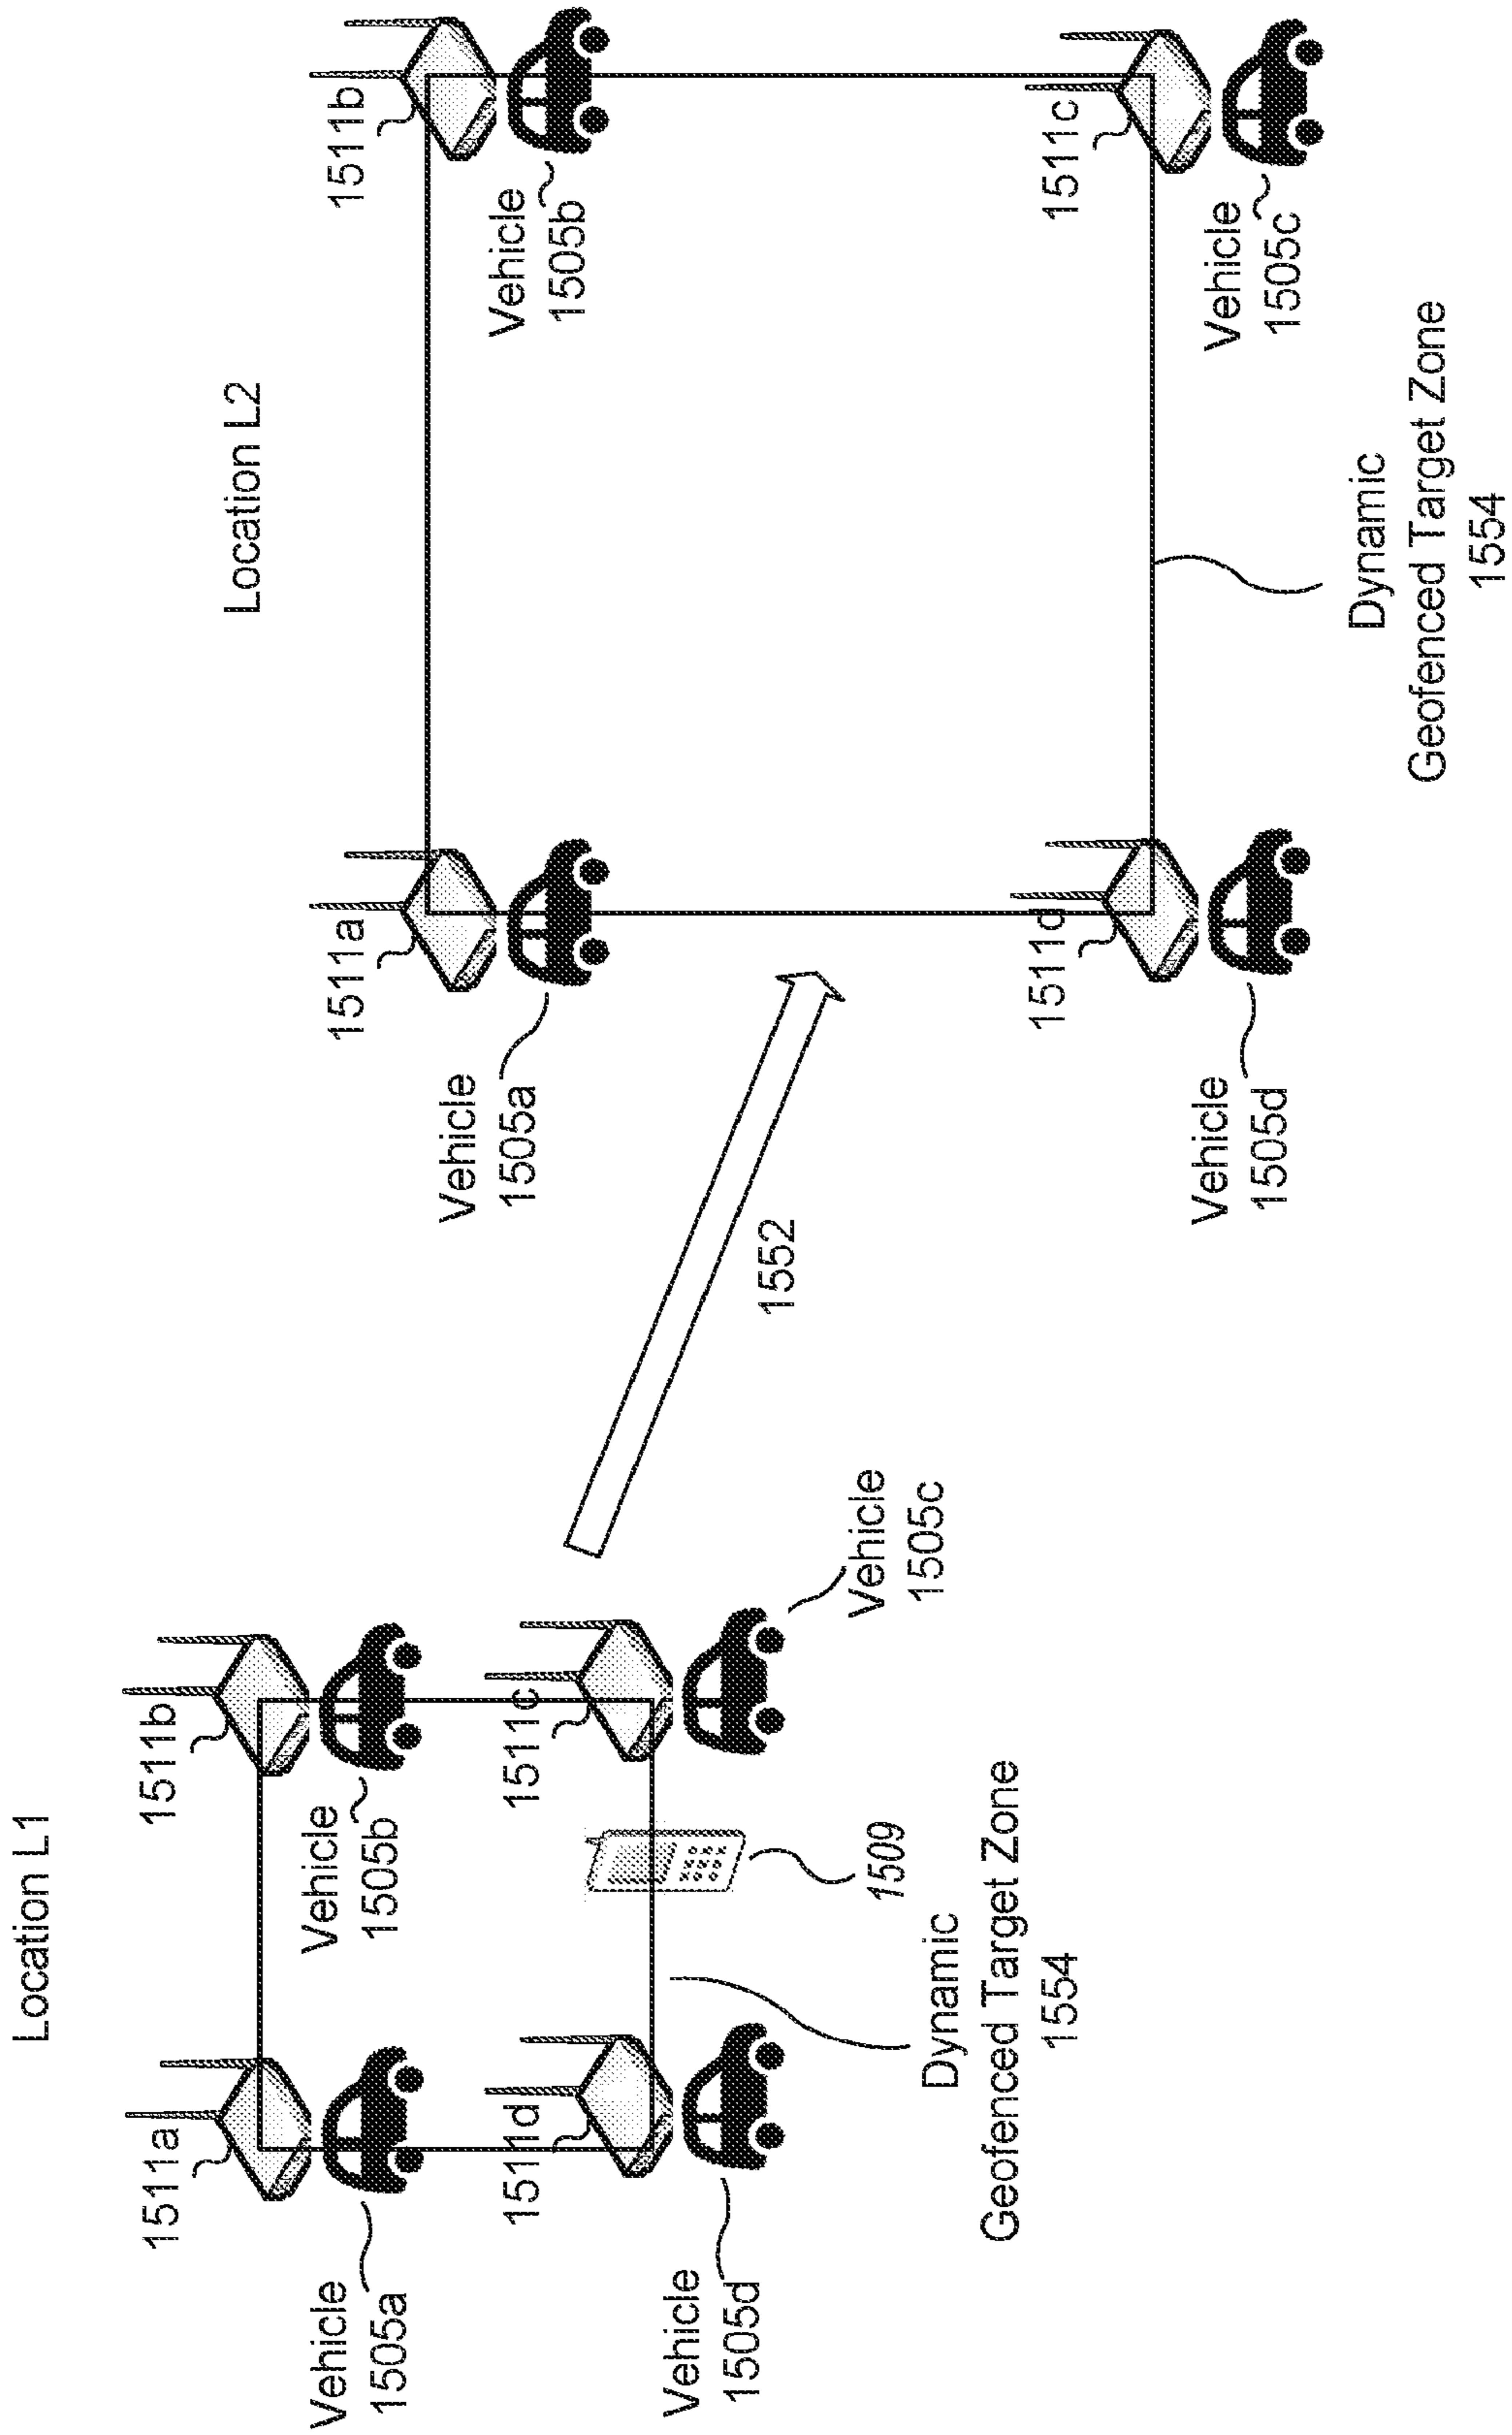 Location L1
1511a
1511b
Vehicle
1505a
Vehicle
1505b
1511d
1511c
Vehicle
1505d
Vehicle
1505c
1509
Dynamic
Geofenced Target Zone
1554
1552
Location L2
1511a
1511b
Vehicle
1505a
Vehicle
1505b
1511d
1511c
Vehicle
1505d
Vehicle
1505c
Dynamic
Geofenced Target Zone
1554